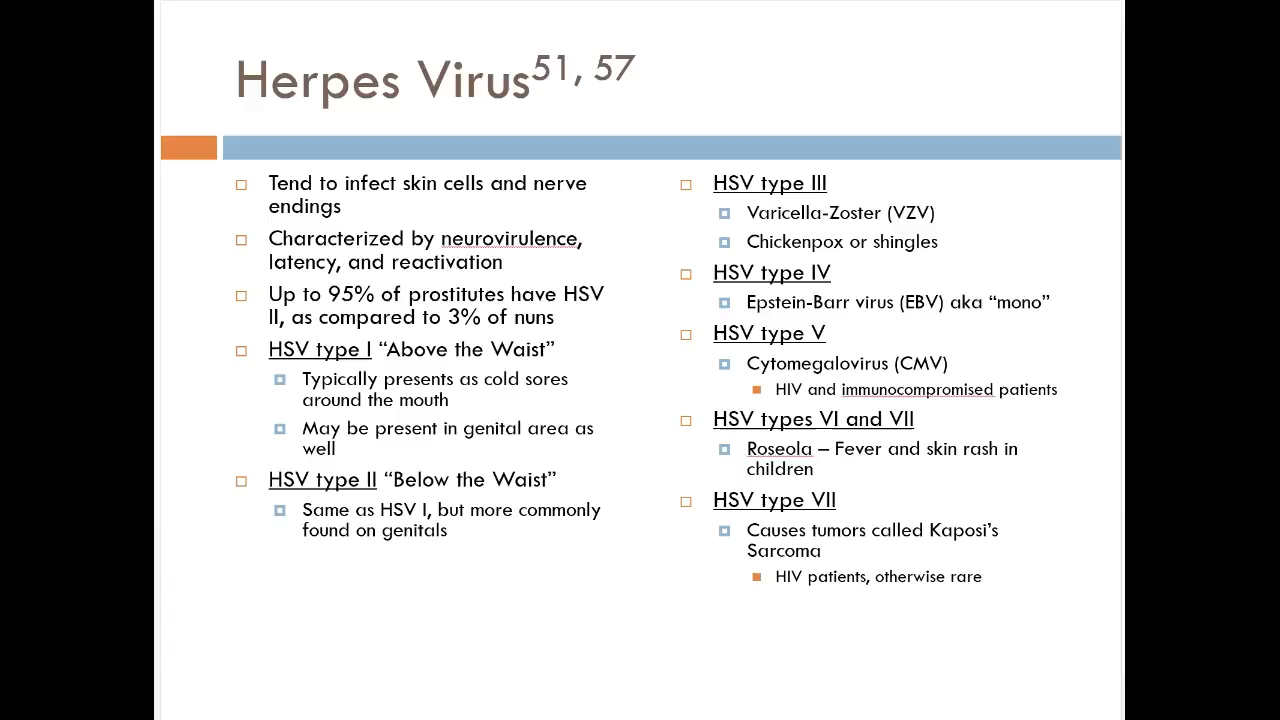 Herpes Virus51, 57
Tend to infect skin cells and nerve
endings
Characterized by neurovirulence,
latency, and reactivation
Up to 95% of prostitutes have HSV
II, as compared to 3% of nuns
HSV type I “Above the Waist”
Typically presents as cold sores
around the mouth
May be present in genital area as
well
HSV type II “Below the Waist”
Same as HSV I, but more commonly
found on genitals
HSV type III
Varicella-Zoster (VZV)
Chickenpox or shingles
HSV type IV
Epstein-Barr virus (EBV) aka “mono”
HSV type V
Cytomegalovirus (CMV)
HIV and immunocompromised patients
HSV types VI and VII
Roseola – Fever and skin rash in
children
HSV type VII
Causes tumors called Kaposi’s
Sarcoma
HIV patients, otherwise rare